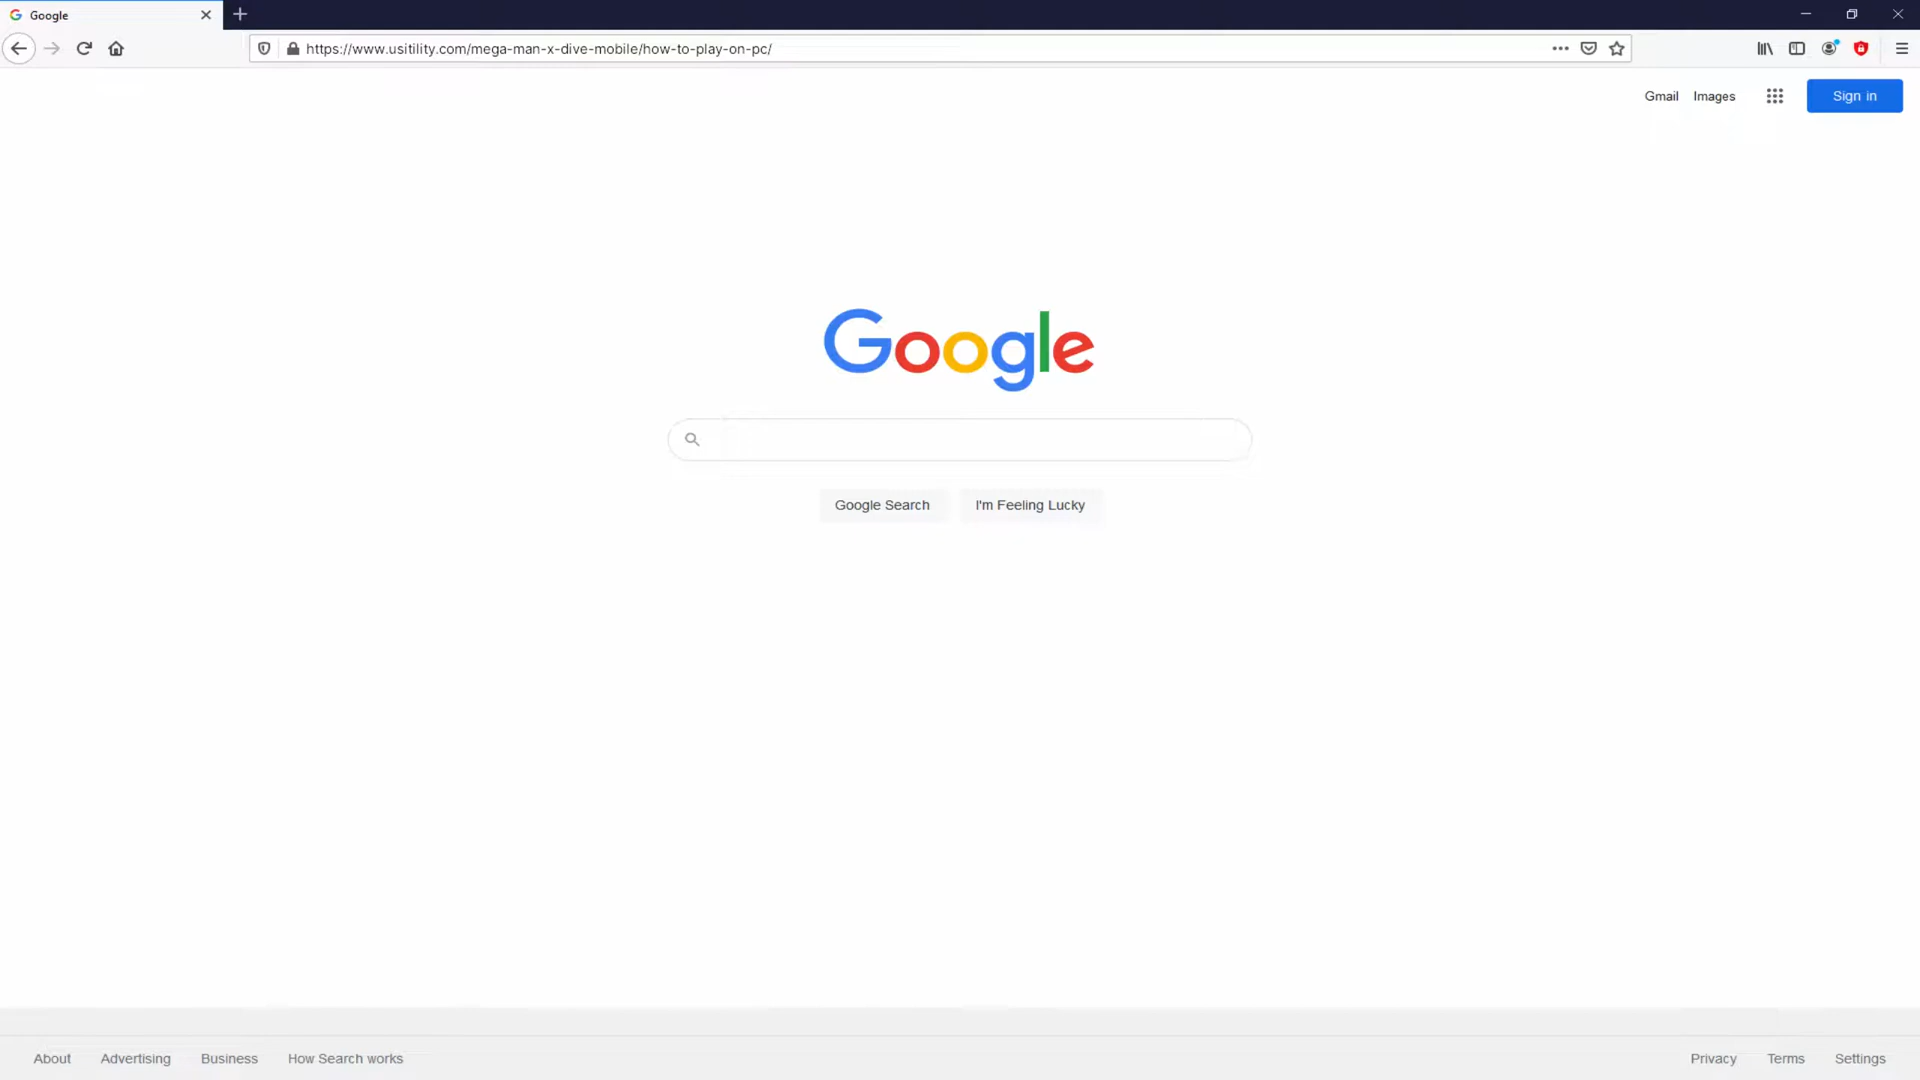 Google
https://www.usitility.com/mega-man-x-dive-mobile/how-to-play-on-pc/
Gmail Images Sign in
Google
Google Search I'm Feeling Lucky
About Advertising Business How Search works Privacy Terms Settings